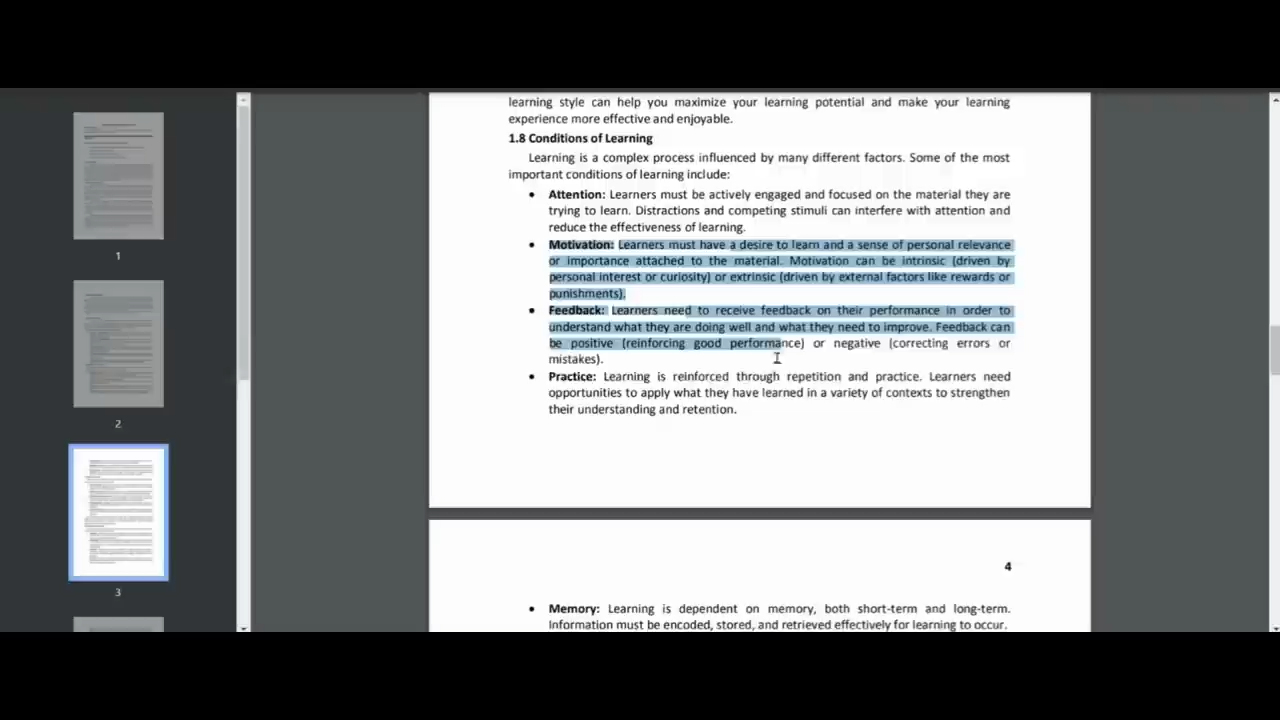 learning style can help you maximize your learning potential and make your learning
experience more effective and enjoyable.
1.8 Conditions of Learning
Learning is a complex process influenced by many different factors. Some of the most
important conditions of learning include:
• Attention: Learners must be actively engaged and focused on the material they are
trying to learn. Distractions and competing stimuli can interfere with attention and
reduce the effectiveness of learning.
• Motivation: Learners must have a desire to learn and a sense of personal relevance
or importance attached to the material. Motivation can be intrinsic (driven by
personal interest or curiosity) or extrinsic (driven by external factors like rewards or
punishments).
• Feedback: Learners need to receive feedback on their performance in order to
understand what they are doing well and what they need to improve. Feedback can
be positive (reinforcing good performance) or negative (correcting errors or
mistakes).
• Practice: Learning is reinforced through repetition and practice. Learners need
opportunities to apply what they have learned in a variety of contexts to strengthen
their understanding and retention.
4
• Memory: Learning is dependent on memory, both short-term and long-term.
Information must be encoded, stored, and retrieved effectively for learning to occur.
1
2
3